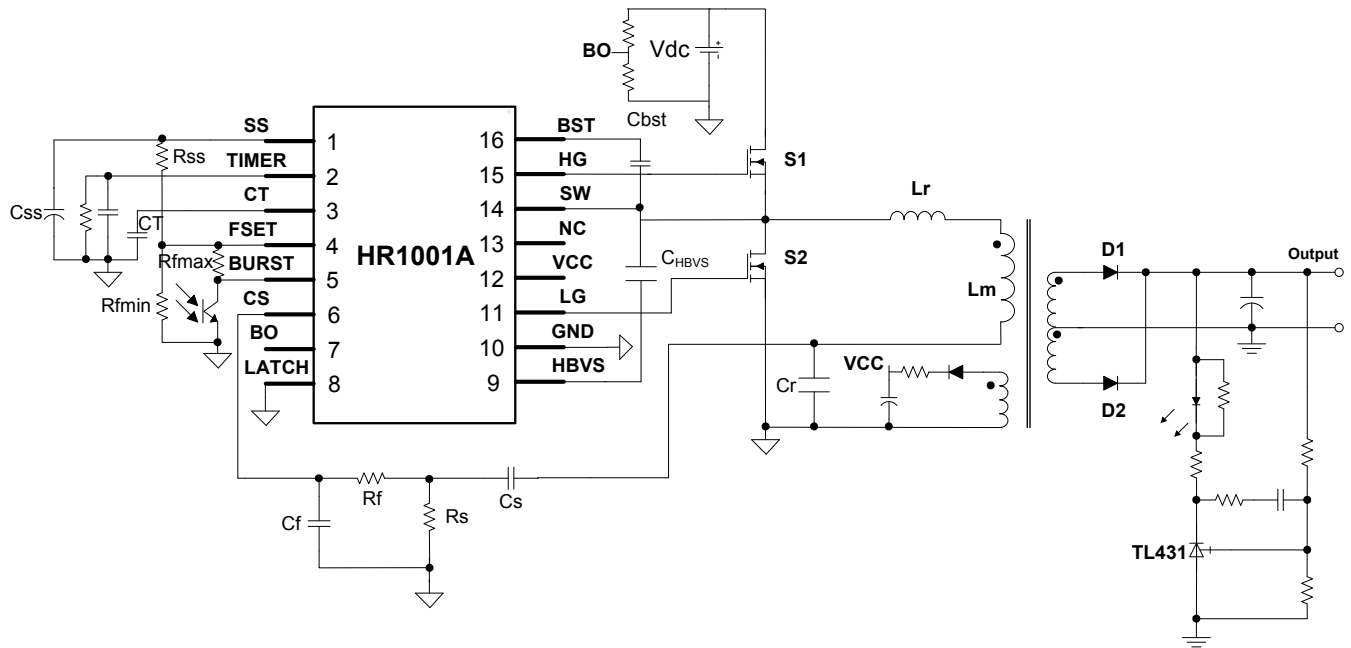 BO
Vdc
Cbst
HR1001A
SS
1
TIMER
2
CT
3
FSET
4
BURST
5
CS
6
BO
7
LATCH
8
BST
16
HG
15
SW
14
NC
13
VCC
12
LG
11
GND
10
HBVS
9
Rss
Css
CT
Rfmax
Rfmin
CHBVS
S1
S2
Lr
Lm
Cr
VCC
D1
D2
Output
TL431
Rf
Cf
Rs
Cs